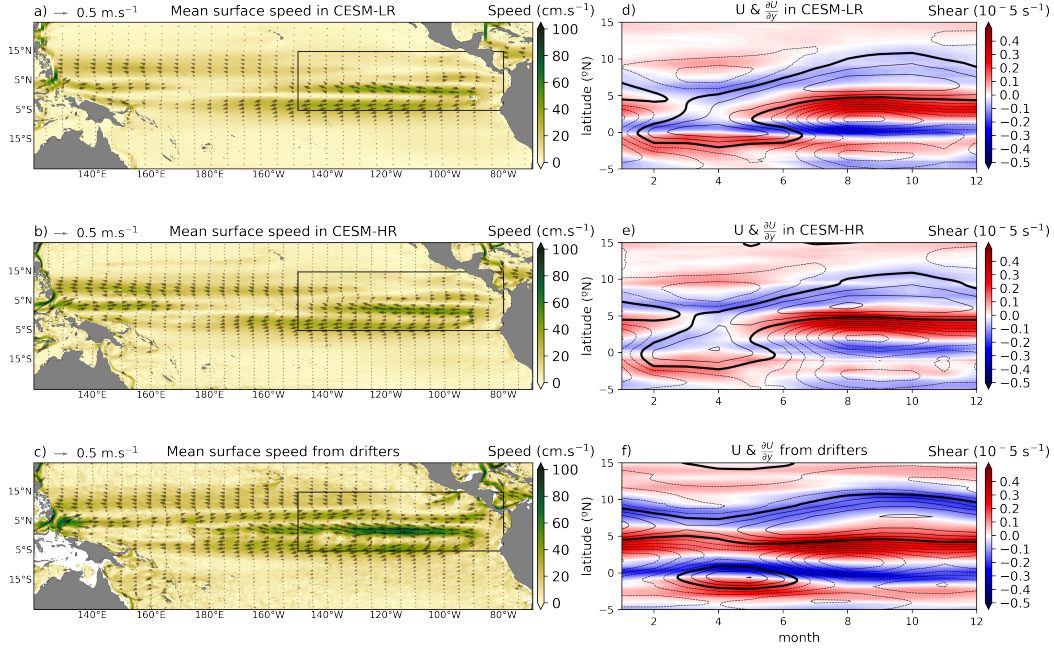 a) → 0.5 m.s⁻¹ Mean surface speed in CESM-LR Speed (cm.s⁻¹)
15°N
5°N
5°S
15°S
140°E 160°E 180° 160°W 140°W 120°W 100°W 80°W
100
80
60
40
20
0
d) U & ∂U/∂y in CESM-LR Shear (10⁻⁵ s⁻¹)
latitude (ºN)
15
10
5
0
−5
2 4 6 8 10 12
0.4
0.3
0.2
0.1
0.0
−0.1
−0.2
−0.3
−0.4
−0.5
b) → 0.5 m.s⁻¹ Mean surface speed in CESM-HR Speed (cm.s⁻¹)
15°N
5°N
5°S
15°S
140°E 160°E 180° 160°W 140°W 120°W 100°W 80°W
100
80
60
40
20
0
e) U & ∂U/∂y in CESM-HR Shear (10⁻⁵ s⁻¹)
latitude (ºN)
15
10
5
0
−5
2 4 6 8 10 12
0.4
0.3
0.2
0.1
0.0
−0.1
−0.2
−0.3
−0.4
−0.5
c) → 0.5 m.s⁻¹ Mean surface speed from drifters Speed (cm.s⁻¹)
15°N
5°N
5°S
15°S
140°E 160°E 180° 160°W 140°W 120°W 100°W 80°W
100
80
60
40
20
0
f) U & ∂U/∂y from drifters Shear (10⁻⁵ s⁻¹)
latitude (ºN)
15
10
5
0
−5
2 4 6 8 10 12
month
0.4
0.3
0.2
0.1
0.0
−0.1
−0.2
−0.3
−0.4
−0.5